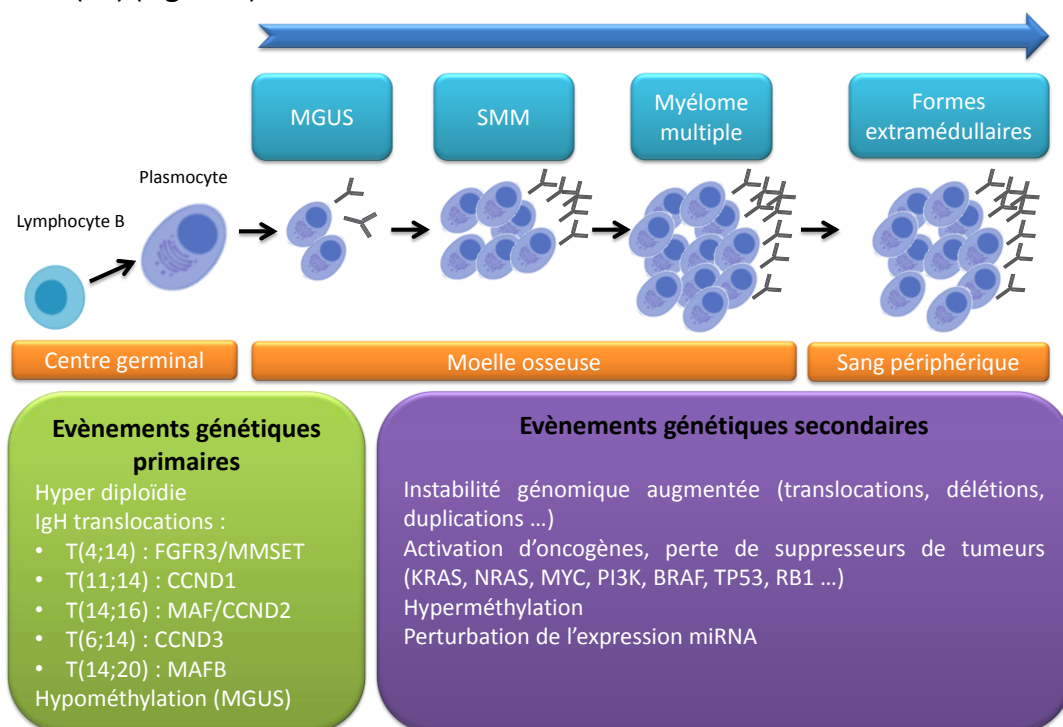 MGUS
SMM
Myélome
multiple
Formes
extramédullaires
Plasmocyte
Lymphocyte B
Centre germinal
Moelle osseuse
Sang périphérique
Evènements génétiques
primaires
Hyper diploïdie
IgH translocations :
• T(4;14) : FGFR3/MMSET
• T(11;14) : CCND1
• T(14;16) : MAF/CCND2
• T(6;14) : CCND3
• T(14;20) : MAFB
Hypométhylation (MGUS)
Evènements génétiques secondaires
Instabilité génomique augmentée (translocations, délétions,
duplications ...)
Activation d'oncogènes, perte de suppresseurs de tumeurs
(KRAS, NRAS, MYC, PI3K, BRAF, TP53, RB1 ...)
Hyperméthylation
Perturbation de l'expression miRNA